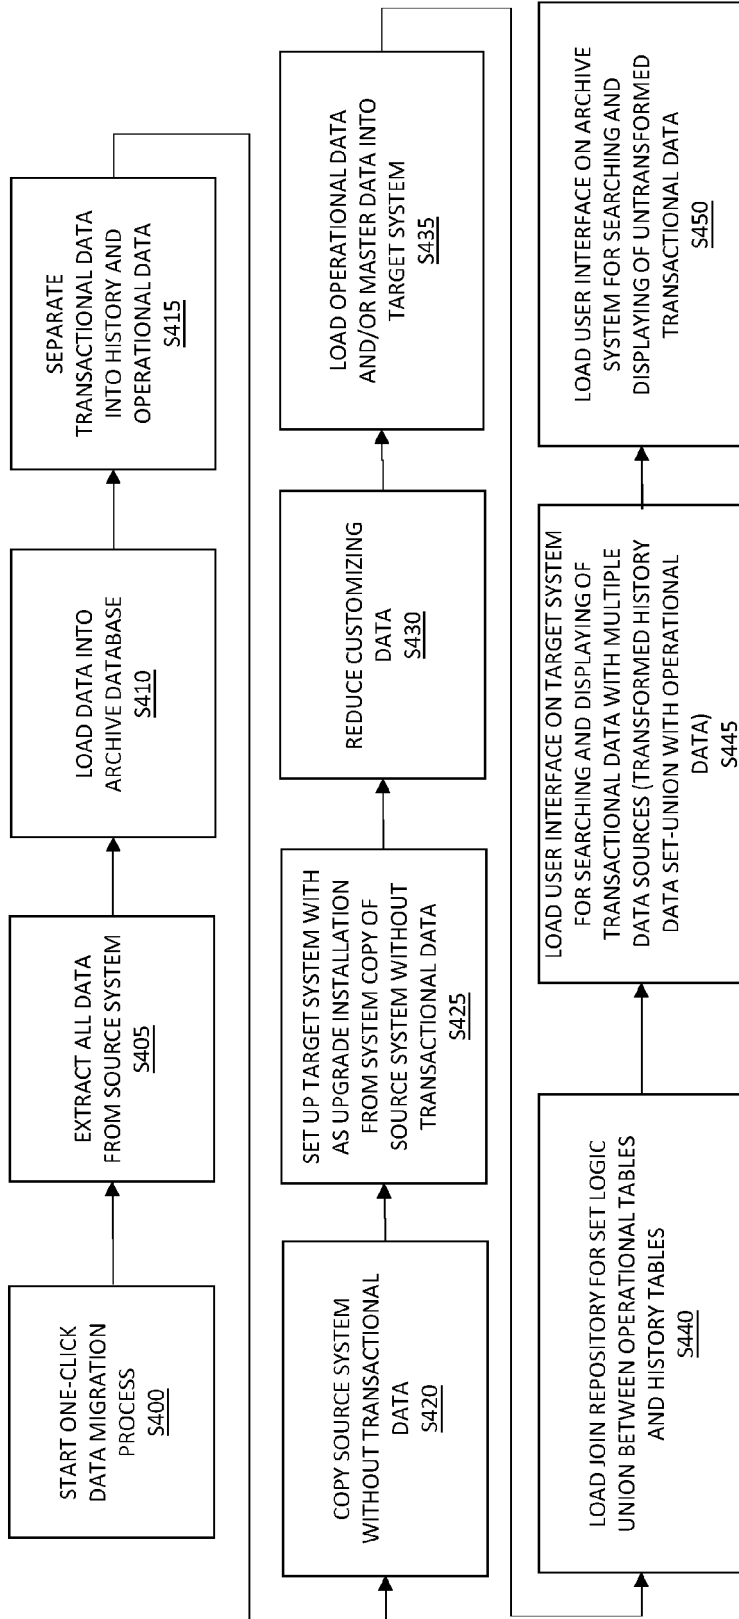 START ONE-CLICK
DATA MIGRATION
PROCESS
S400
EXTRACT ALL DATA
FROM SOURCE SYSTEM
S405
LOAD DATA INTO
ARCHIVE DATABASE
S410
SEPARATE
TRANSACTIONAL DATA
INTO HISTORY AND
OPERATIONAL DATA
S415
COPY SOURCE SYSTEM
WITHOUT TRANSACTIONAL
DATA
S420
SET UP TARGET SYSTEM WITH
AS UPGRADE INSTALLATION
FROM SYSTEM COPY OF
SOURCE SYSTEM WITHOUT
TRANSACTIONAL DATA
S425
REDUCE CUSTOMIZING
DATA
S430
LOAD OPERATIONAL DATA
AND/OR MASTER DATA INTO
TARGET SYSTEM
S435
LOAD JOIN REPOSITORY FOR SET LOGIC
UNION BETWEEN OPERATIONAL TABLES
AND HISTORY TABLES
S440
LOAD USER INTERFACE ON TARGET SYSTEM
FOR SEARCHING AND DISPLAYING OF
TRANSACTIONAL DATA WITH MULTIPLE
DATA SOURCES (TRANSFORMED HISTORY
DATA SET-UNION WITH OPERATIONAL
DATA)
S445
LOAD USER INTERFACE ON ARCHIVE
SYSTEM FOR SEARCHING AND
DISPLAYING OF UNTRANSFORMED
TRANSACTIONAL DATA
S450